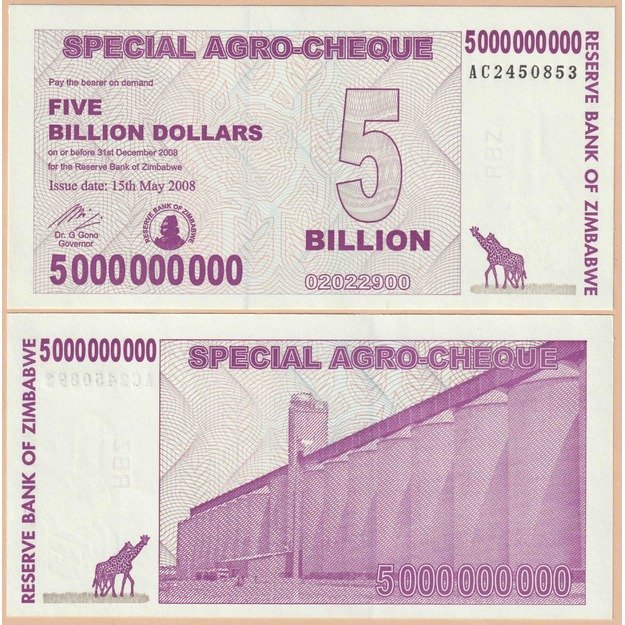 SPECIAL AGRO-CHEQUE
5000000000
AC2450853
Pay the bearer on demand
FIVE
BILLION DOLLARS
on or before 31st December 2008
for the Reserve Bank of Zimbabwe
Issue date: 15th May 2008
Dr. G Gono
Governor
RESERVE BANK OF ZIMBABWE
5
BILLION
5000000000
02022900
RBZ
RESERVE BANK OF ZIMBABWE
5000000000
SPECIAL AGRO-CHEQUE
RBZ
RESERVE BANK OF ZIMBABWE
5000000000